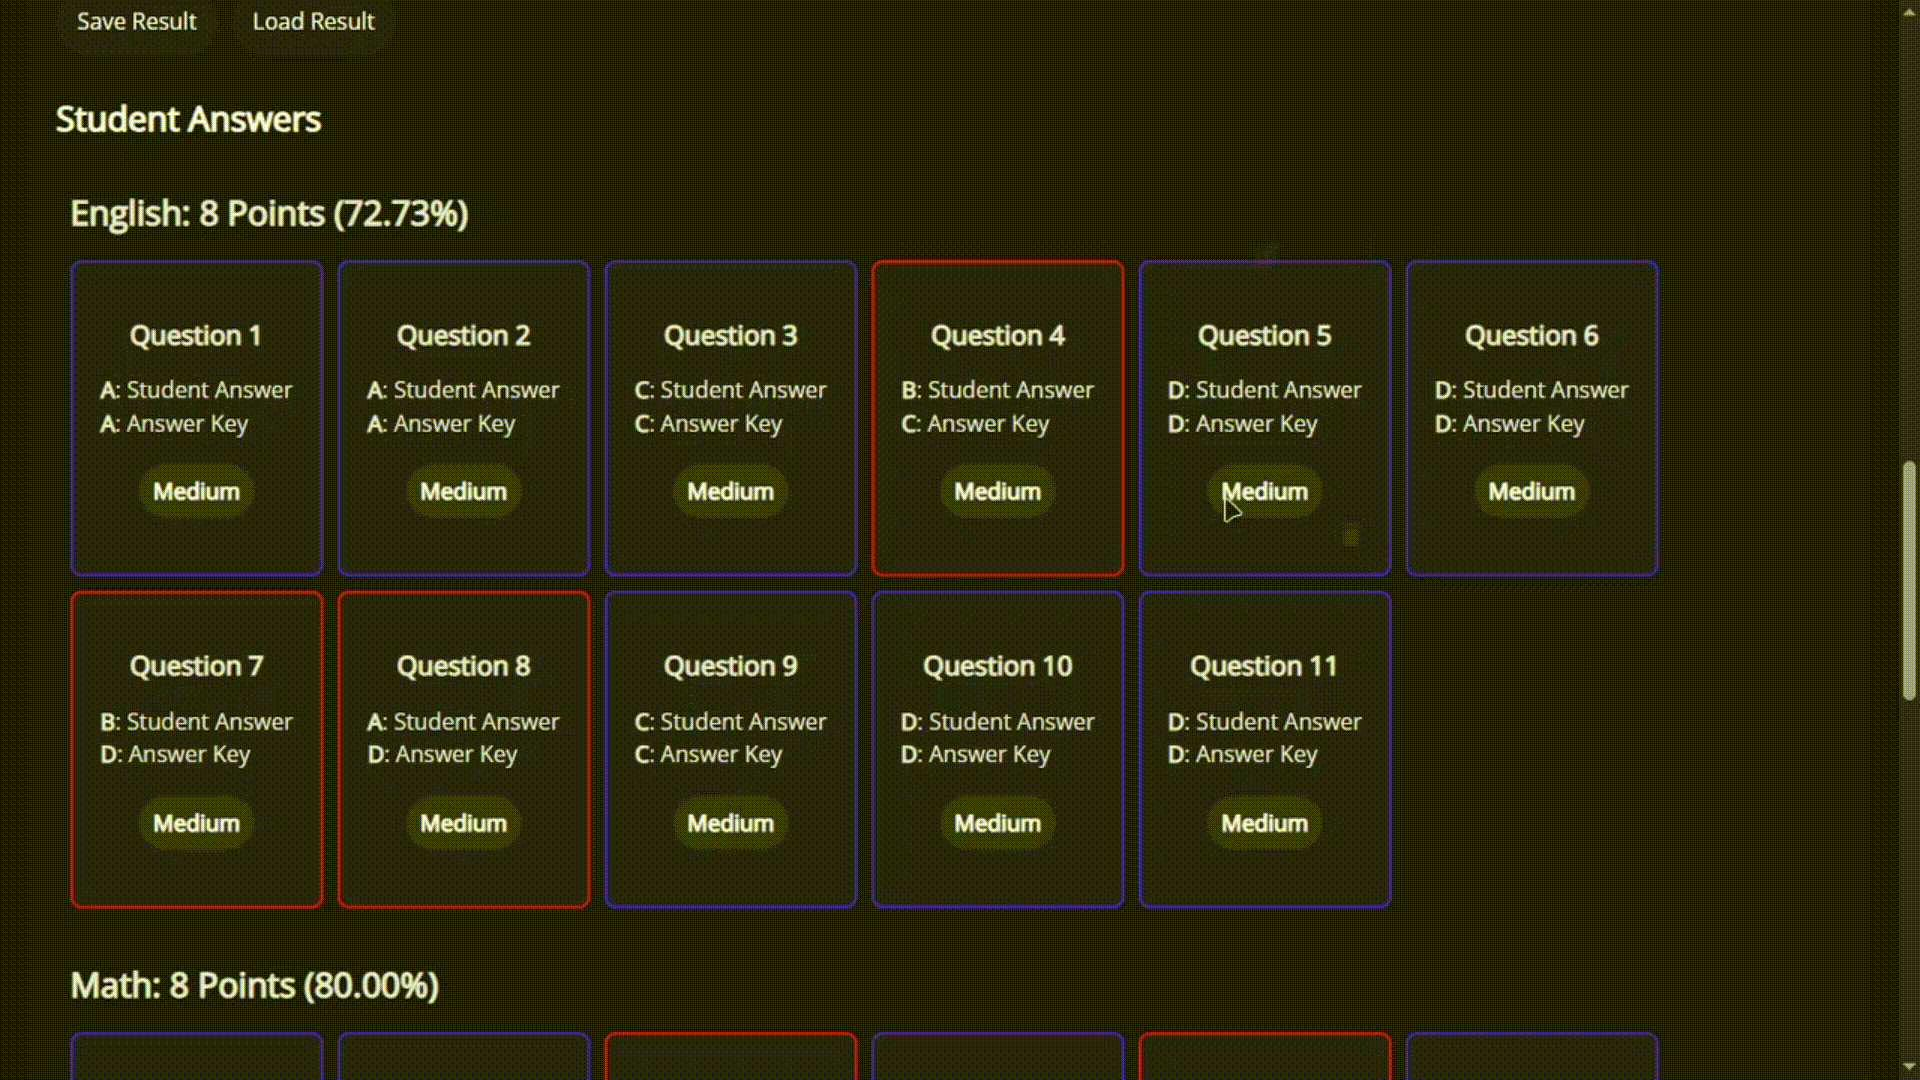 Save Result Load Result
Student Answers
English: 8 Points (72.73%)
Question 1
A: Student Answer
A: Answer Key
Medium
Question 2
A: Student Answer
A: Answer Key
Medium
Question 3
C: Student Answer
C: Answer Key
Medium
Question 4
B: Student Answer
C: Answer Key
Medium
Question 5
D: Student Answer
D: Answer Key
Medium
Question 6
D: Student Answer
D: Answer Key
Medium
Question 7
B: Student Answer
D: Answer Key
Medium
Question 8
A: Student Answer
D: Answer Key
Medium
Question 9
C: Student Answer
C: Answer Key
Medium
Question 10
D: Student Answer
D: Answer Key
Medium
Question 11
D: Student Answer
D: Answer Key
Medium
Math: 8 Points (80.00%)